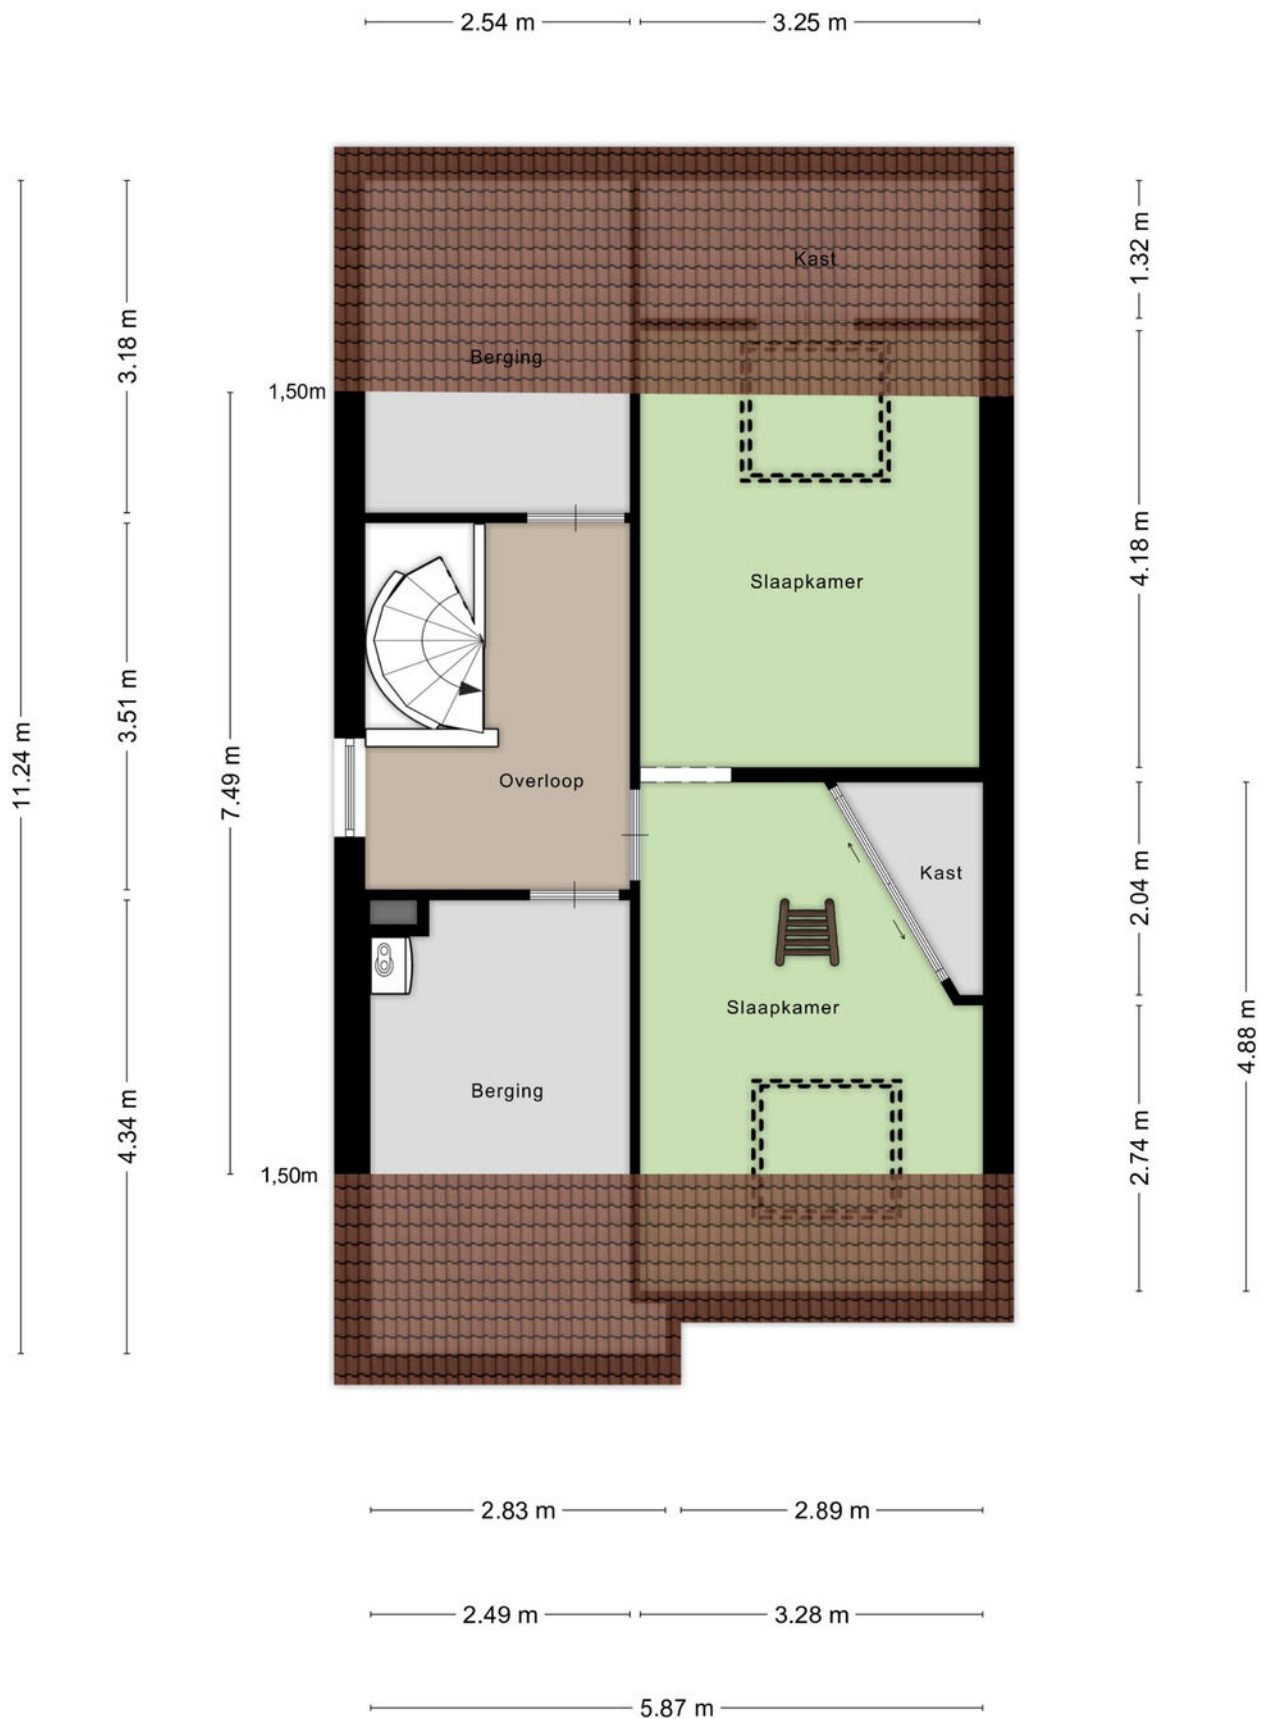 2.54 m
3.25 m
Kast
1.32 m
3.18 m
Berging
1,50m
4.18 m
Slaapkamer
3.51 m
11.24 m
7.49 m
Overloop
Kast
2.04 m
Slaapkamer
4.88 m
Berging
4.34 m
2.74 m
1,50m
2.83 m
2.89 m
2.49 m
3.28 m
5.87 m